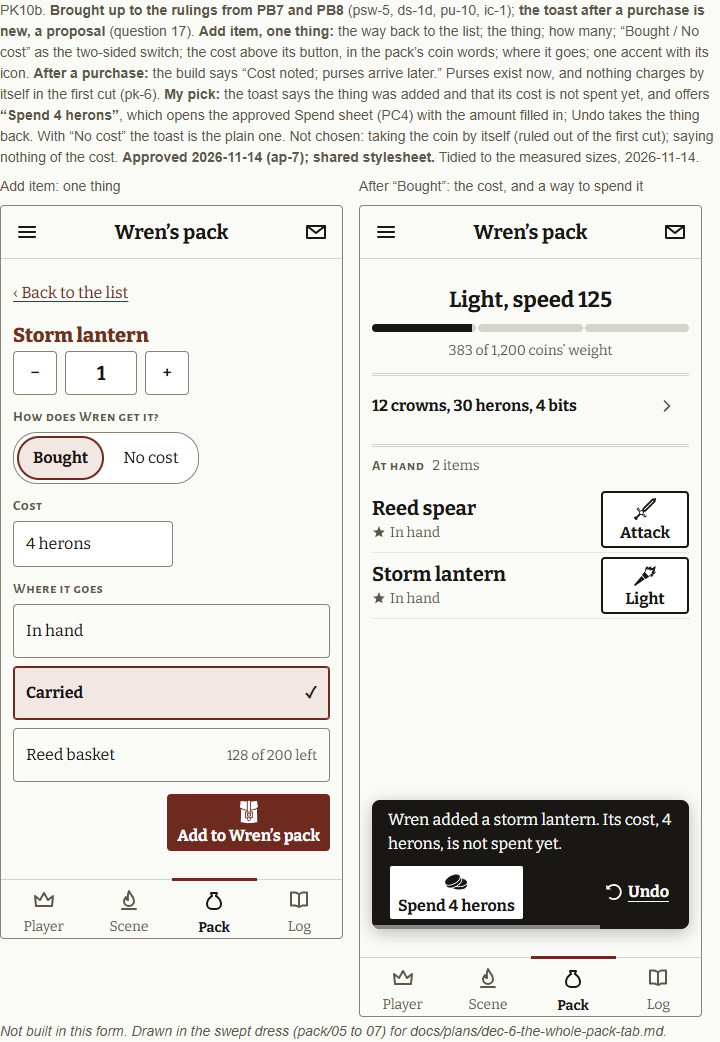 PK10b. Brought up to the rulings from PB7 and PB8 (psw-5, ds-1d, pu-10, ic-1); the toast after a purchase is
new, a proposal (question 17). Add item, one thing: the way back to the list; the thing; how many; “Bought / No
cost” as the two-sided switch; the cost above its button, in the pack’s coin words; where it goes; one accent with its
icon. After a purchase: the build says “Cost noted; purses arrive later.” Purses exist now, and nothing charges by
itself in the first cut (pk-6). My pick: the toast says the thing was added and that its cost is not spent yet, and offers
“Spend 4 herons”, which opens the approved Spend sheet (PC4) with the amount filled in; Undo takes the thing
back. With “No cost” the toast is the plain one. Not chosen: taking the coin by itself (ruled out of the first cut); saying
nothing of the cost. Approved 2026-11-14 (ap-7); shared stylesheet. Tidied to the measured sizes, 2026-11-14.
Add item: one thing
Wren’s pack
‹ Back to the list
Storm lantern
− 1 +
How does Wren get it?
Bought No cost
Cost
4 herons
Where it goes
In hand
Carried ✓
Reed basket 128 of 200 left
Add to Wren’s pack
Player Scene Pack Log
After “Bought”: the cost, and a way to spend it
Wren’s pack
Light, speed 125
383 of 1,200 coins’ weight
12 crowns, 30 herons, 4 bits
At hand 2 items
Reed spear
★ In hand
Attack
Storm lantern
★ In hand
Light
Wren added a storm lantern. Its cost, 4
herons, is not spent yet.
Spend 4 herons
Undo
Player Scene Pack Log
Not built in this form. Drawn in the swept dress (pack/05 to 07) for docs/plans/dec-6-the-whole-pack-tab.md.